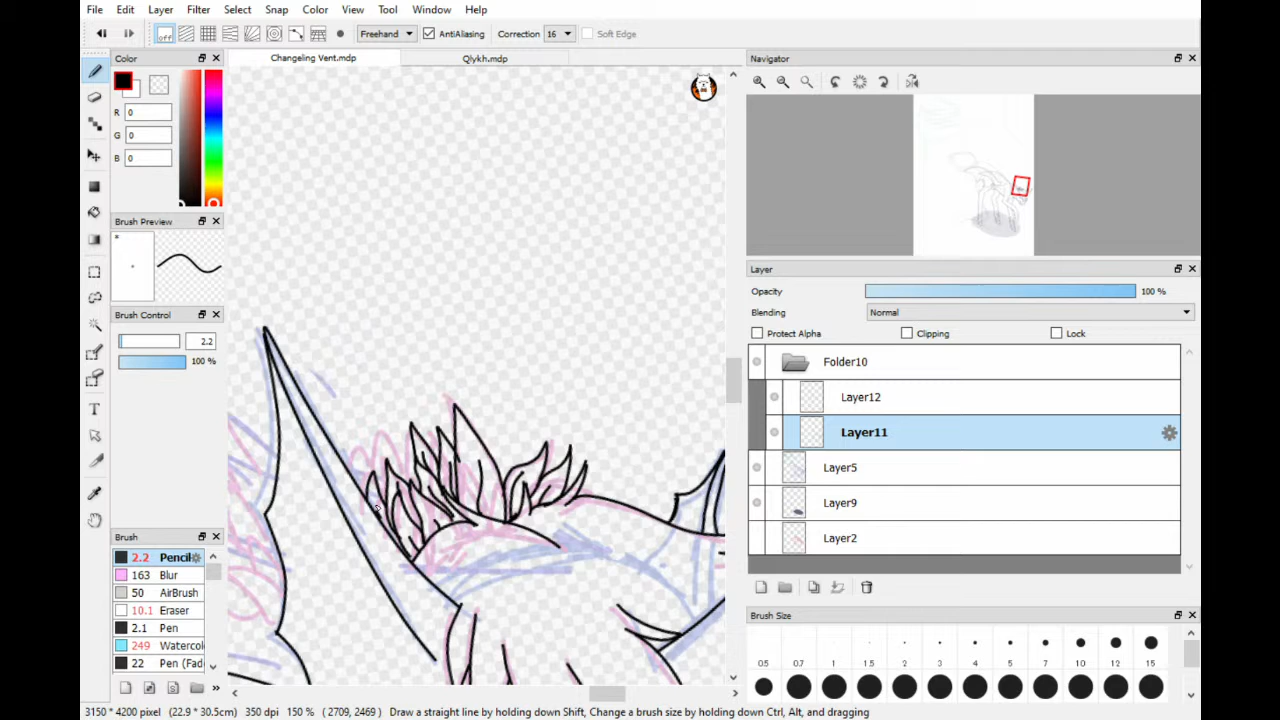 File Edit Layer Filter Select Snap Color View Tool Window Help
off Freehand AntiAliasing Correction 16 Soft Edge
Color
Changeling Vent.mdp Qlykh.mdp
Navigator
R 0
G 0
B 0
Brush Preview
*
Layer
Opacity 100 %
Brush Control
Blending Normal
2.2
Protect Alpha Clipping Lock
100 %
Folder10
Layer12
Layer11
Layer5
Layer9
Brush
Layer2
2.2 Pencil
163 Blur
50 AirBrush
10.1 Eraser
Brush Size
2.1 Pen
249 Waterco
0.5 0.7 1 1.5 2 3 4 5 7 10 12 15
22 Pen (Fad
3150 * 4200 pixel (22.9 * 30.5cm) 350 dpi 150 % ( 2709, 2469 ) Draw a straight line by holding down Shift, Change a brush size by holding down Ctrl, Alt, and dragging